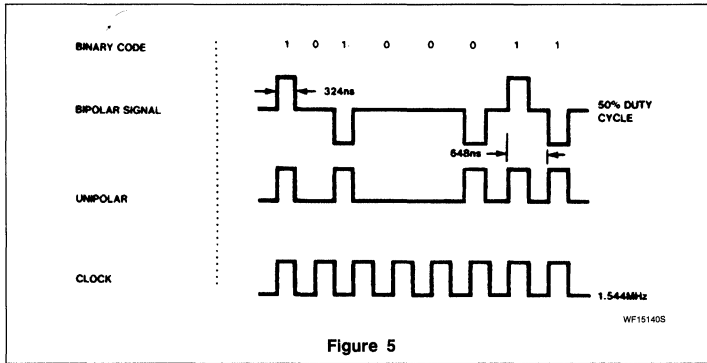 BINARY CODE 1 0 1 0 0 0 1 1
324ns
BIPOLAR SIGNAL
50% DUTY
CYCLE
648ns
UNIPOLAR
CLOCK
1.544MHz
WF15140S
Figure 5